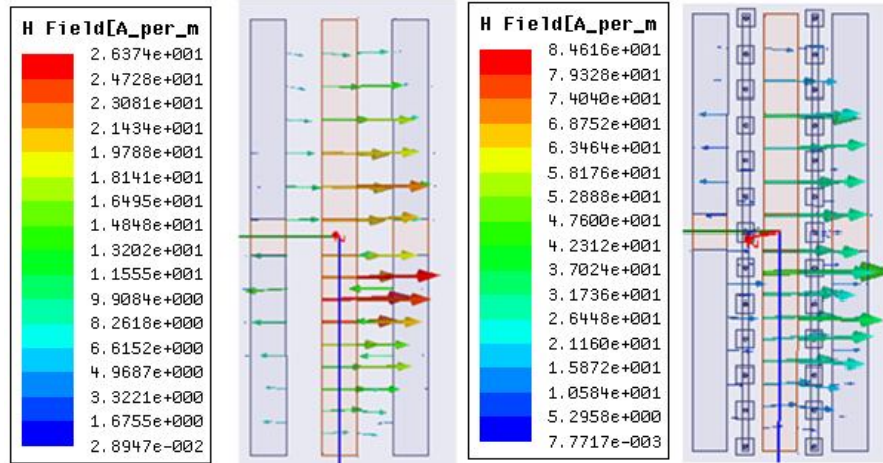 H Field[A_per_m
2.6374e+001
2.4728e+001
2.3081e+001
2.1434e+001
1.9788e+001
1.8141e+001
1.6495e+001
1.4848e+001
1.3202e+001
1.1555e+001
9.9084e+000
8.2618e+000
6.6152e+000
4.9687e+000
3.3221e+000
1.6755e+000
2.8947e-002
H Field[A_per_m
8.4616e+001
7.9328e+001
7.4040e+001
6.8752e+001
6.3464e+001
5.8176e+001
5.2888e+001
4.7600e+001
4.2312e+001
3.7024e+001
3.1736e+001
2.6448e+001
2.1160e+001
1.5872e+001
1.0584e+001
5.2958e+000
7.7717e-003